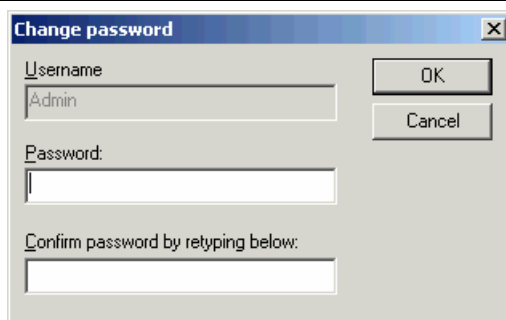 Change password
Username
OK
Admin
Cancel
Password:
Confirm password by retyping below: